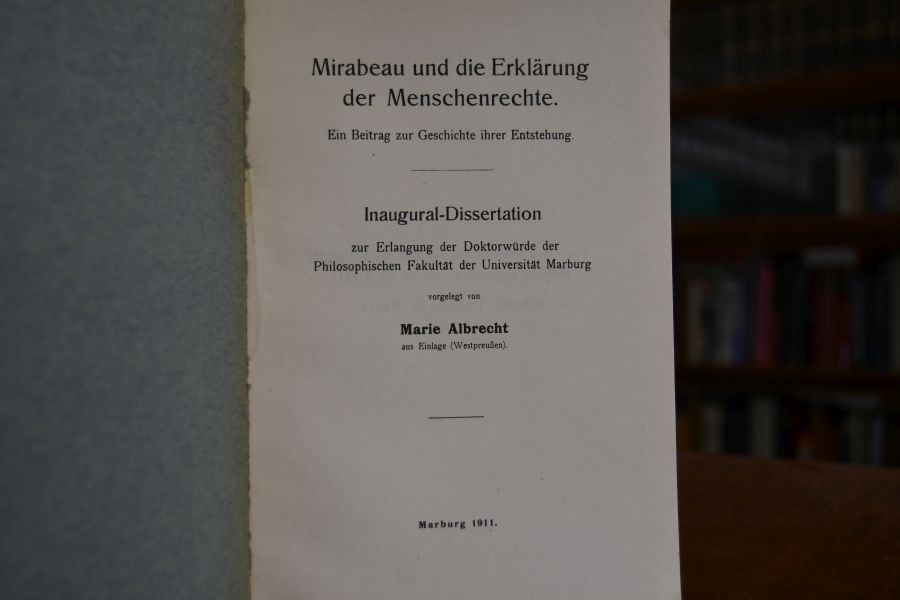 Mirabeau und die Erklärung
der Menschenrechte.
Ein Beitrag zur Geschichte ihrer Entstehung.
Inaugural-Dissertation
zur Erlangung der Doktorwürde der
Philosophischen Fakultät der Universität Marburg
vorgelegt von
Marie Albrecht
aus Einlage (Westpreußen).
Marburg 1911.